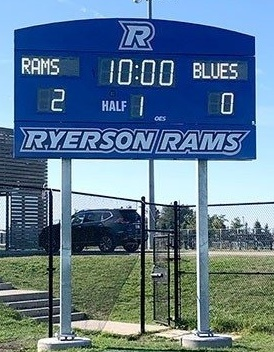 R
RAMS 10:00 BLUES
2 HALF 1 0
OES
RYERSON RAMS